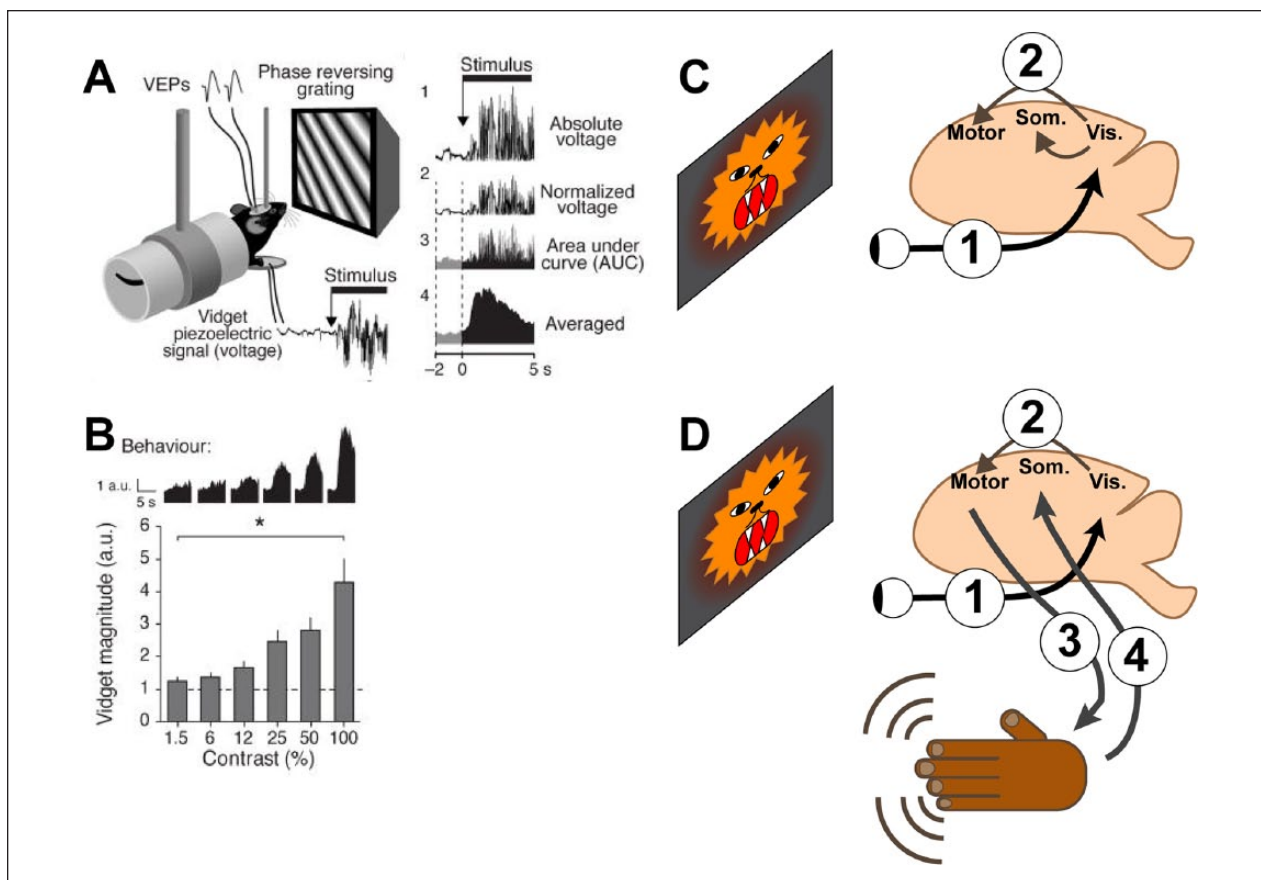 A
VEPs
Phase reversing
grating
Stimulus
Vidget
piezoelectric
signal (voltage)
Stimulus
1
Absolute
voltage
2
Normalized
voltage
3
Area under
curve (AUC)
4
Averaged
−2 0 5 s
B
Behaviour:
1 a.u.
5 s
*
Vidget magnitude (a.u.)
6
5
4
3
2
1
0
1.5 6 12 25 50 100
Contrast (%)
C
2
Motor Som. Vis.
1
D
2
Motor Som. Vis.
1
3 4